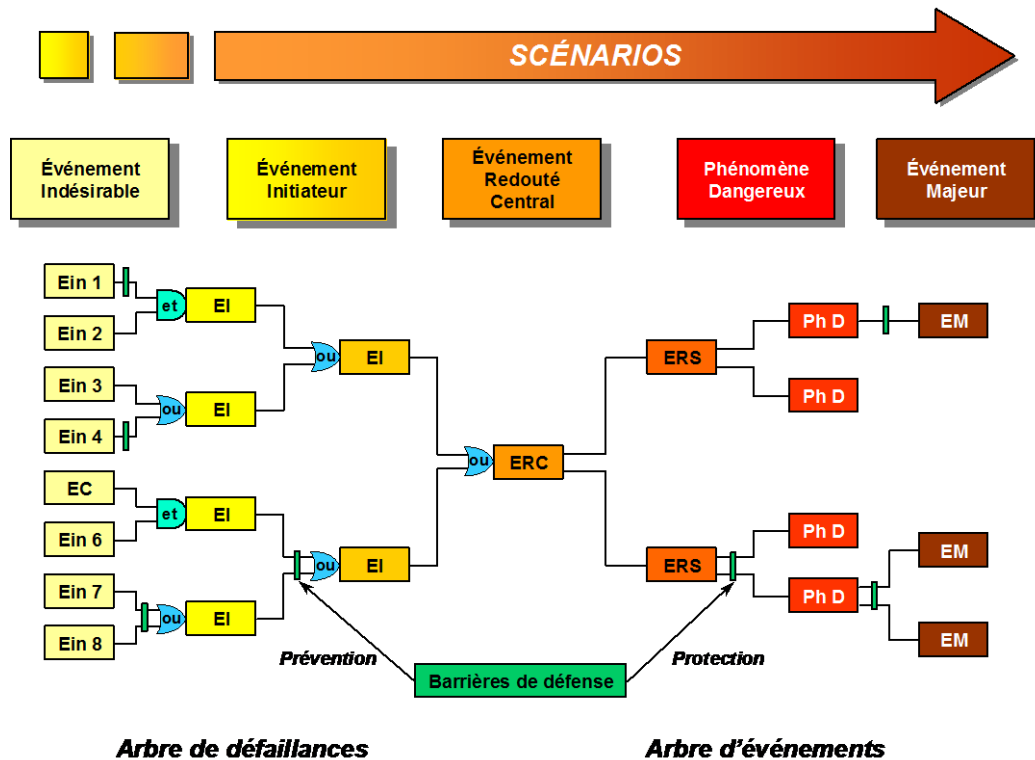 SCÉNARIOS
Événement
Indésirable
Événement
Initiateur
Événement
Redouté
Central
Phénomène
Dangereux
Événement
Majeur
Ein 1
et
EI
Ein 2
ou
EI
Ein 3
ou
EI
Ein 4
EC
et
EI
Ein 6
ou
EI
Ein 7
ou
EI
Ein 8
ou
ERC
ERS
Ph D
EM
Ph D
ERS
Ph D
Ph D
EM
EM
Prévention
Barrières de défense
Protection
Arbre de défaillances
Arbre d’événements